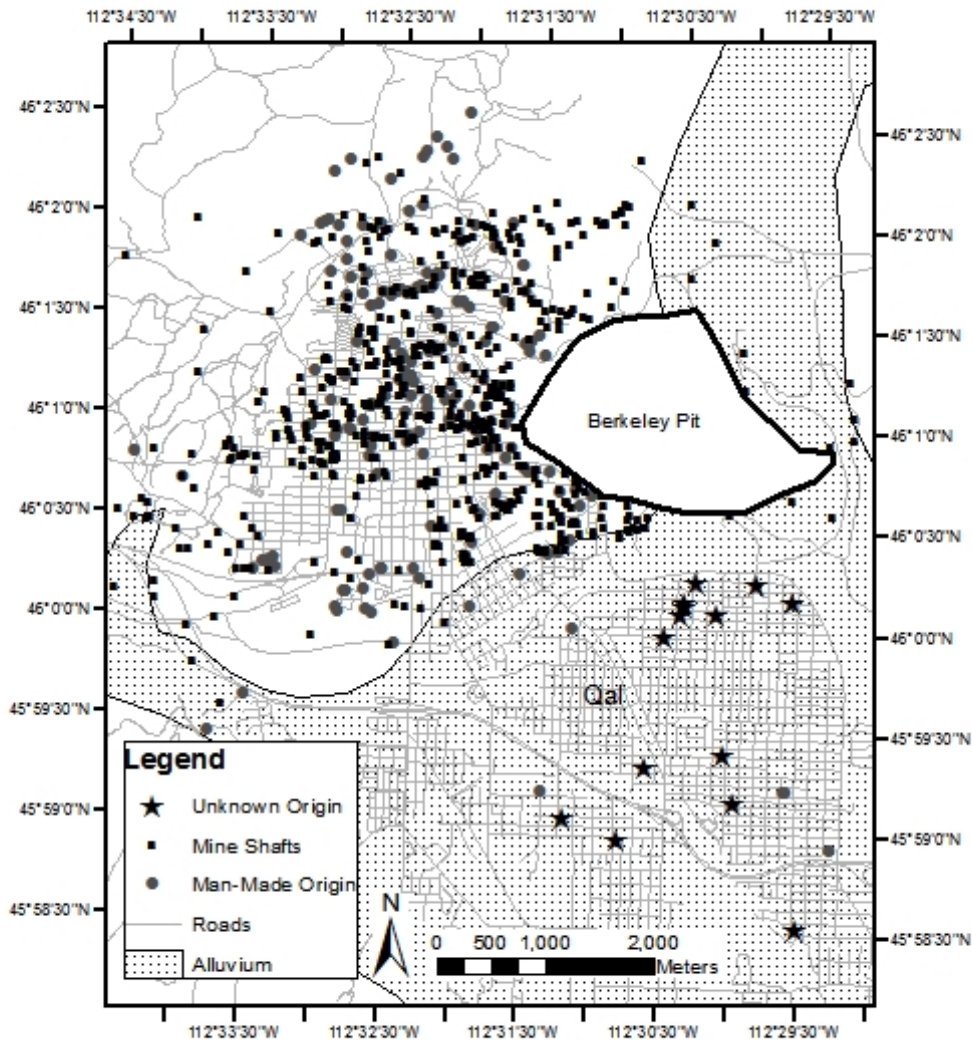 112°34'30"W 112°33'30"W 112°32'30"W 112°31'30"W 112°30'30"W 112°29'30"W
46°2'30"N
46°2'30"N
46°2'0"N
46°2'0"N
46°1'30"N
46°1'30"N
46°1'0"N
Berkeley Pit
46°1'0"N
46°0'30"N
46°0'30"N
46°0'0"N
46°0'0"N
Qal
45°59'30"N
45°59'30"N
Legend
Unknown Origin
45°59'0"N
Mine Shafts
45°59'0"N
Man-Made Origin
45°58'30"N
Roads
N
45°58'30"N
0 500 1,000 2,000
Alluvium
Meters
112°33'30"W 112°32'30"W 112°31'30"W 112°30'30"W 112°29'30"W